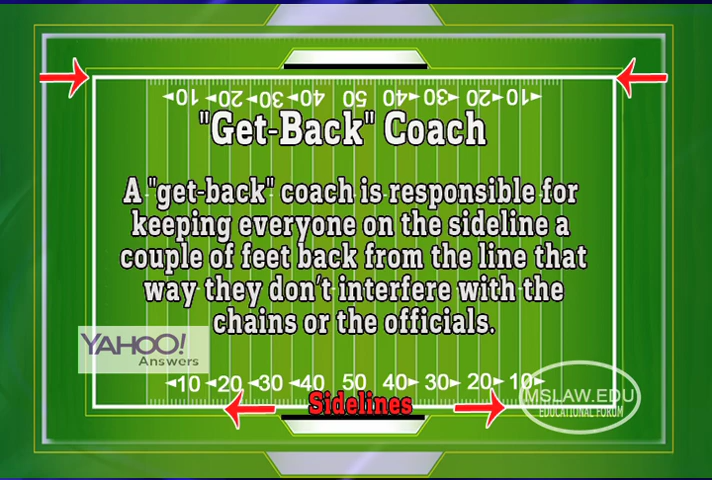 ◄10 ◄20 ◄30 ◄40 50 40► 30► 20► 10►
"Get-Back" Coach
A "get-back" coach is responsible for
keeping everyone on the sideline a
couple of feet back from the line that
way they don't interfere with the
chains or the officials.
YAHOO!
Answers
◄10 ◄20 ◄30 ◄40 50 40► 30► 20► 10►
Sidelines
MSLAW.EDU
EDUCATIONAL FORUM